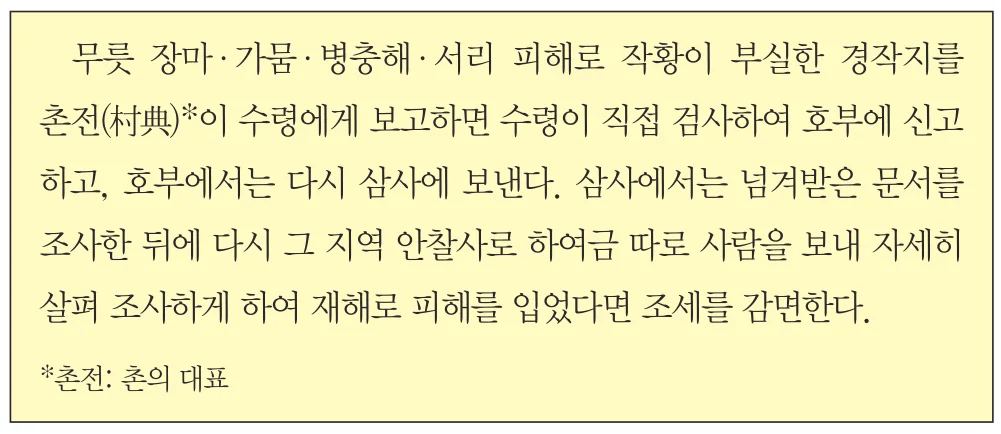 무릇 장마·가뭄·병충해·서리 피해로 작황이 부실한 경작지를
촌전(村典)*이 수령에게 보고하면 수령이 직접 검사하여 호부에 신고
하고, 호부에서는 다시 삼사에 보낸다. 삼사에서는 넘겨받은 문서를
조사한 뒤에 다시 그 지역 안찰사로 하여금 따로 사람을 보내 자세히
살펴 조사하게 하여 재해로 피해를 입었다면 조세를 감면한다.
*촌전: 촌의 대표